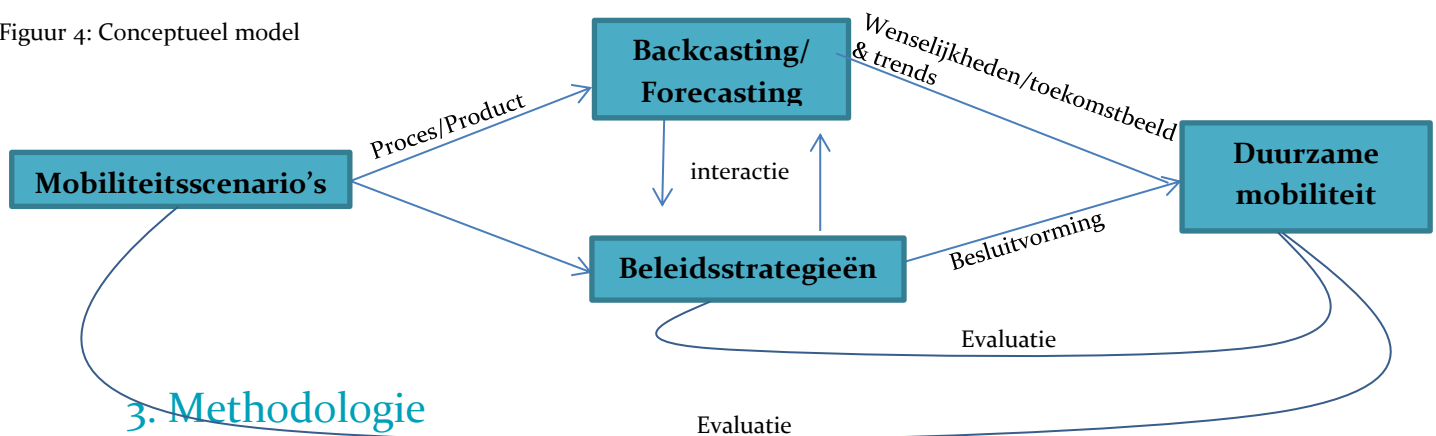 Figuur 4: Conceptueel model
Backcasting/
Forecasting
Wenselijkheden/toekomstbeeld
& trends
Proces/Product
Mobiliteitsscenario's
interactie
Duurzame
mobiliteit
Beleidsstrategieën
Besluitvorming
Evaluatie
3. Methodologie
Evaluatie